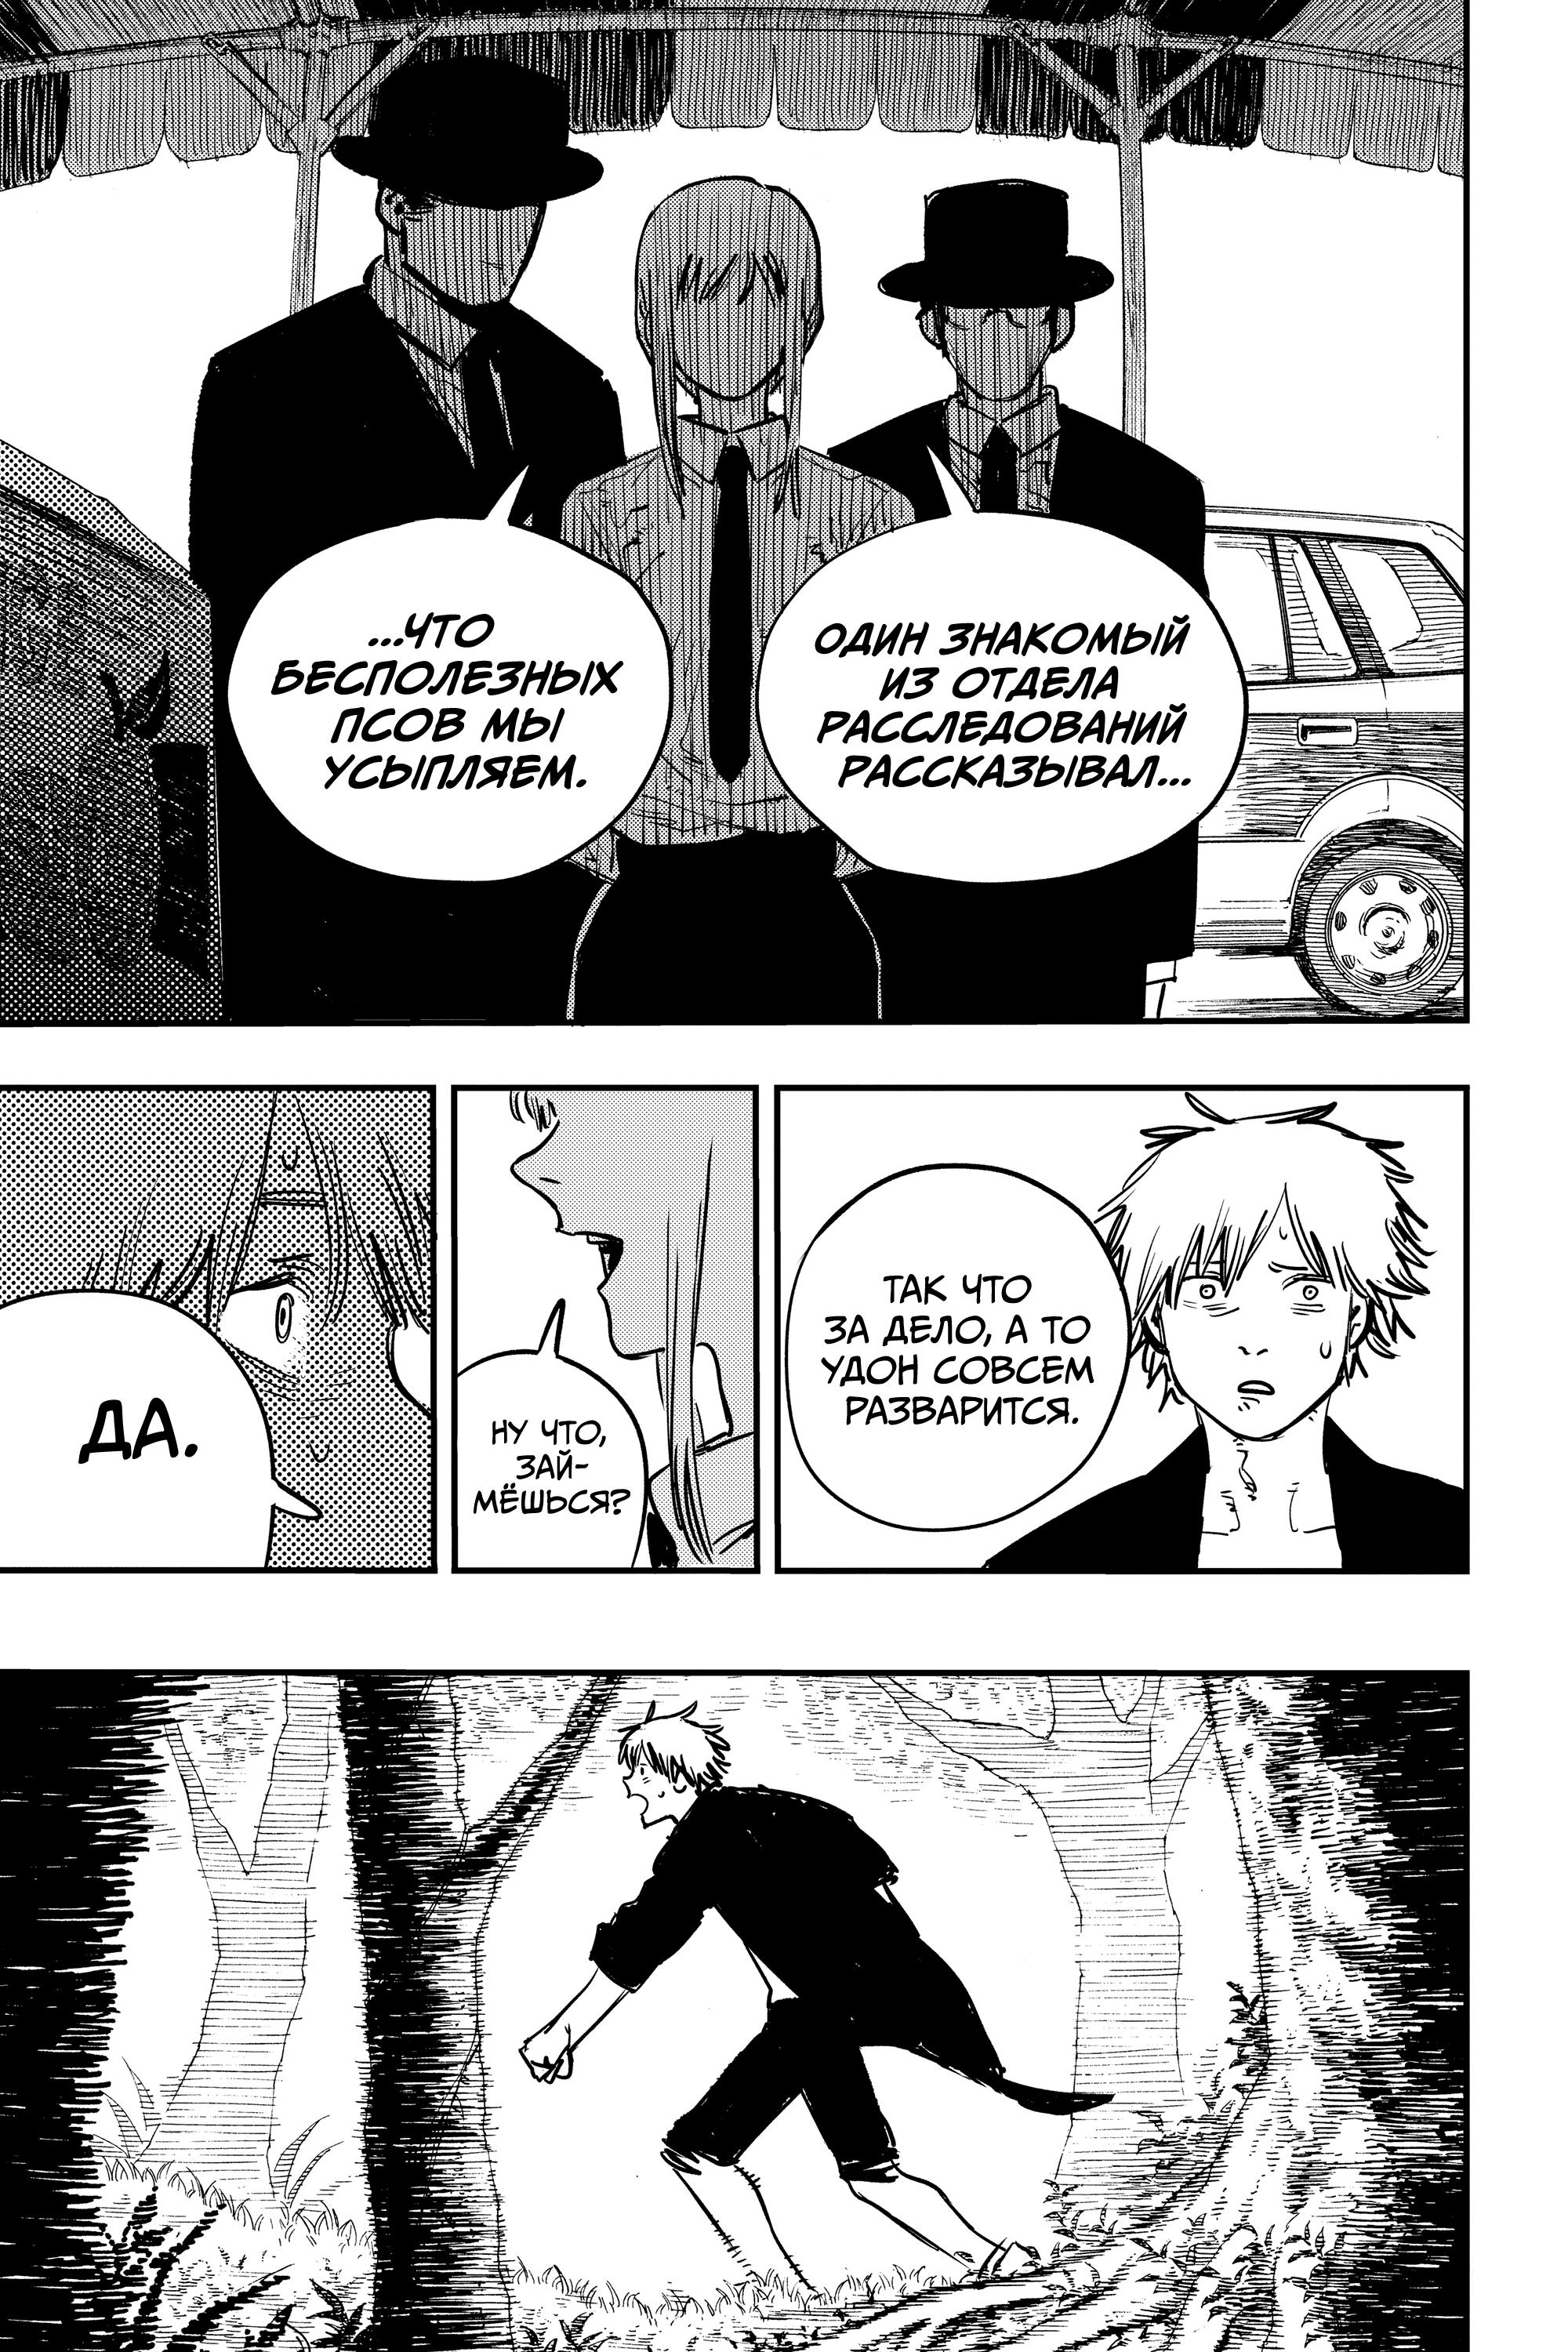 ОДИН ЗНАКОМЫЙ
ИЗ ОТДЕЛА
РАССЛЕДОВАНИЙ
РАССКАЗЫВАЛ...
...ЧТО
БЕСПОЛЕЗНЫХ
ПСОВ МЫ
УСЫПЛЯЕМ.
ТАК ЧТО
ЗА ДЕЛО, А ТО
УДОН СОВСЕМ
РАЗВАРИТСЯ.
НУ ЧТО,
ЗАЙ-
МЁШЬСЯ?
ДА.